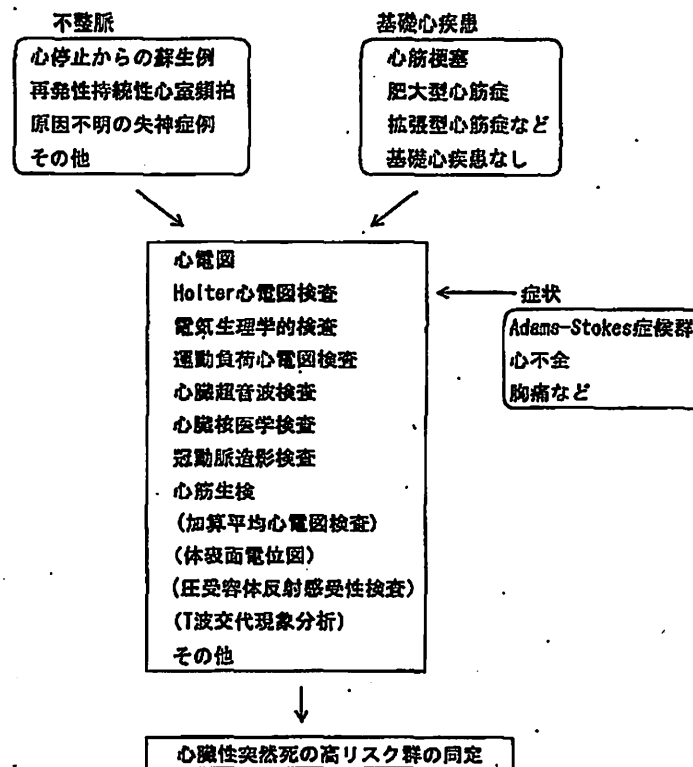 不整脈
心停止からの蘇生例
再発性持続性心室頻拍
原因不明の失神症例
その他
基礎心疾患
心筋梗塞
肥大型心筋症
拡張型心筋症など
基礎心疾患なし
心電図
Holter心電図検査
電気生理学的検査
運動負荷心電図検査
心臓超音波検査
心臓核医学検査
冠動脈造影検査
心筋生検
(加算平均心電図検査)
(体表面電位図)
(圧受容体反射感受性検査)
(T波交代現象分析)
その他
症状
Adams-Stokes症候群
心不全
胸痛など
心臓性突然死の高リスク群の同定